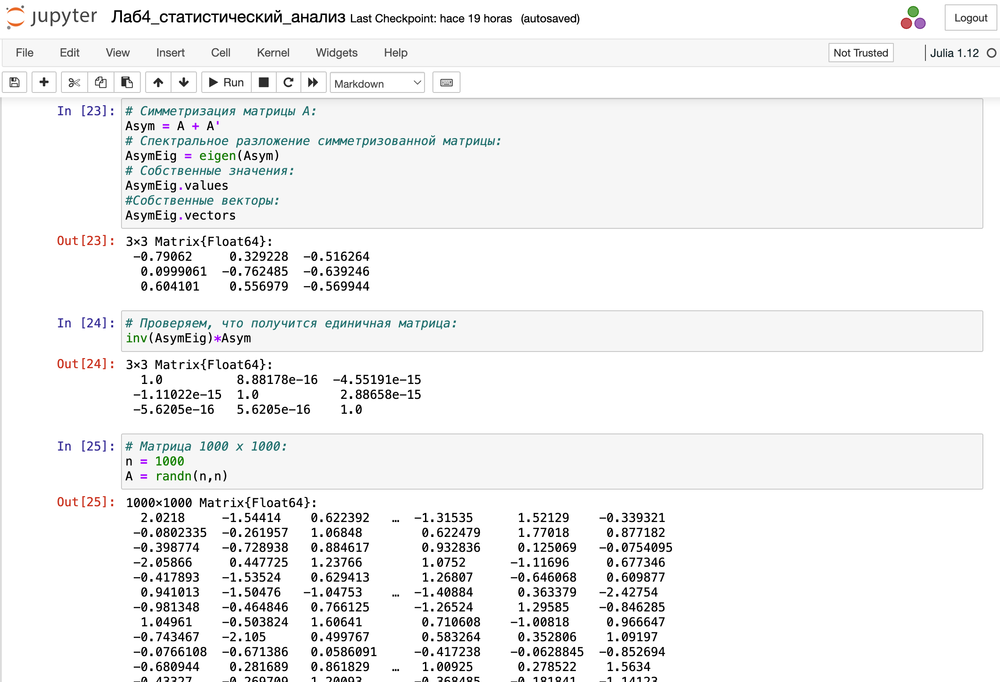 jupyter Лаб4_статистический_анализ Last Checkpoint: hace 19 horas (autosaved) Logout
File Edit View Insert Cell Kernel Widgets Help Not Trusted Julia 1.12
Run Markdown
In [23]: # Симметризация матрицы A:
Asym = A + A'
# Спектральное разложение симметризованной матрицы:
AsymEig = eigen(Asym)
# Собственные значения:
AsymEig.values
#Собственные векторы:
AsymEig.vectors
Out[23]: 3×3 Matrix{Float64}:
−0.79062 0.329228 −0.516264
0.0999061 −0.762485 −0.639246
0.604101 0.556979 −0.569944
In [24]: # Проверяем, что получится единичная матрица:
inv(AsymEig)*Asym
Out[24]: 3×3 Matrix{Float64}:
1.0 8.88178e−16 −4.55191e−15
−1.11022e−15 1.0 2.88658e−15
−5.6205e−16 5.6205e−16 1.0
In [25]: # Матрица 1000 x 1000:
n = 1000
A = randn(n,n)
Out[25]: 1000×1000 Matrix{Float64}:
2.0218 −1.54414 0.622392 … −1.31535 1.52129 −0.339321
−0.0802335 −0.261957 1.06848 0.622479 1.77018 0.877182
−0.398774 −0.728938 0.884617 0.932836 0.125069 −0.0754095
−2.05866 0.447725 1.23766 1.0752 −1.11696 0.677346
−0.417893 −1.53524 0.629413 1.26807 −0.646068 0.609877
0.941013 −1.50476 −1.04753 … −1.40884 0.363379 −2.42754
−0.981348 −0.464846 0.766125 −1.26524 1.29585 −0.846285
1.04961 −0.503824 1.60641 0.710608 −1.00818 0.966647
−0.743467 −2.105 0.499767 0.583264 0.352806 1.09197
−0.0766108 −0.671386 0.0586091 −0.417238 −0.0628845 −0.852694
−0.680944 0.281689 0.861829 … 1.00925 0.278522 1.5634
−0.43327 −0.269709 1.20093 −0.368485 −0.181841 −1.14123